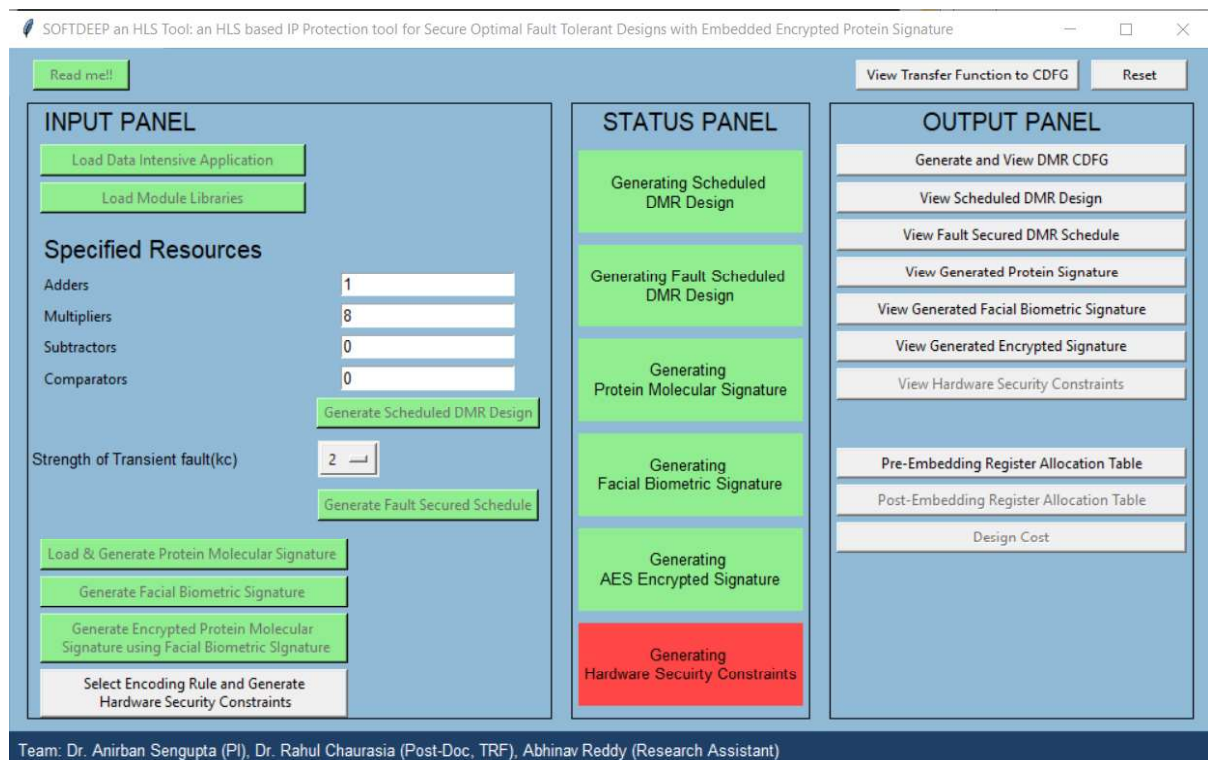 SOFTDEEP an HLS Tool: an HLS based IP Protection tool for Secure Optimal Fault Tolerant Designs with Embedded Encrypted Protein Signature
Read me!!
View Transfer Function to CDFG
Reset
INPUT PANEL
Load Data Intensive Application
Load Module Libraries
Specified Resources
Adders
1
Multipliers
8
Subtractors
0
Comparators
0
Generate Scheduled DMR Design
Strength of Transient fault(kc)
2
Generate Fault Secured Schedule
Load & Generate Protein Molecular Signature
Generate Facial Biometric Signature
Generate Encrypted Protein Molecular
Signature using Facial Biometric SIgnature
Select Encoding Rule and Generate
Hardware Security Constraints
STATUS PANEL
Generating Scheduled
DMR Design
Generating Fault Scheduled
DMR Design
Generating
Protein Molecular Signature
Generating
Facial Biometric Signature
Generating
AES Encrypted Signature
Generating
Hardware Secuirty Constraints
OUTPUT PANEL
Generate and View DMR CDFG
View Scheduled DMR Design
View Fault Secured DMR Schedule
View Generated Protein Signature
View Generated Facial Biometric Signature
View Generated Encrypted Signature
View Hardware Security Constraints
Pre-Embedding Register Allocation Table
Post-Embedding Register Allocation Table
Design Cost
Team: Dr. Anirban Sengupta (PI), Dr. Rahul Chaurasia (Post-Doc, TRF), Abhinav Reddy (Research Assistant)